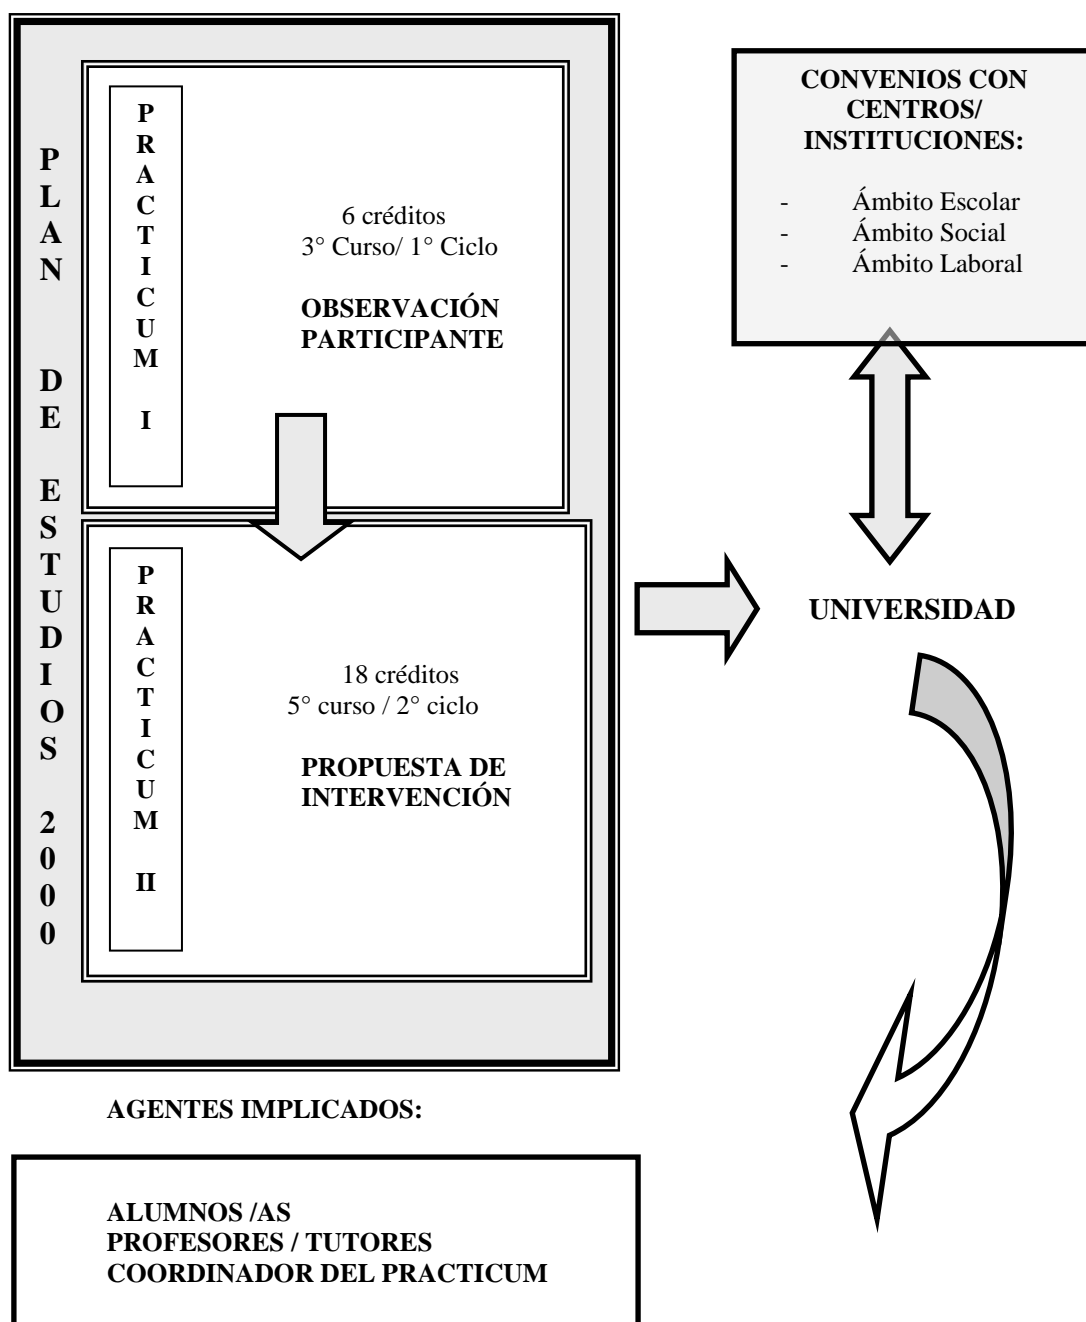 PLAN DE ESTUDIOS 2000
PRACTICUM I
6 créditos
3° Curso/ 1° Ciclo
OBSERVACIÓN
PARTICIPANTE
PRACTICUM II
18 créditos
5° curso / 2° ciclo
PROPUESTA DE
INTERVENCIÓN
CONVENIOS CON
CENTROS/
INSTITUCIONES:
- Ámbito Escolar
- Ámbito Social
- Ámbito Laboral
UNIVERSIDAD
AGENTES IMPLICADOS:
ALUMNOS /AS
PROFESORES / TUTORES
COORDINADOR DEL PRACTICUM